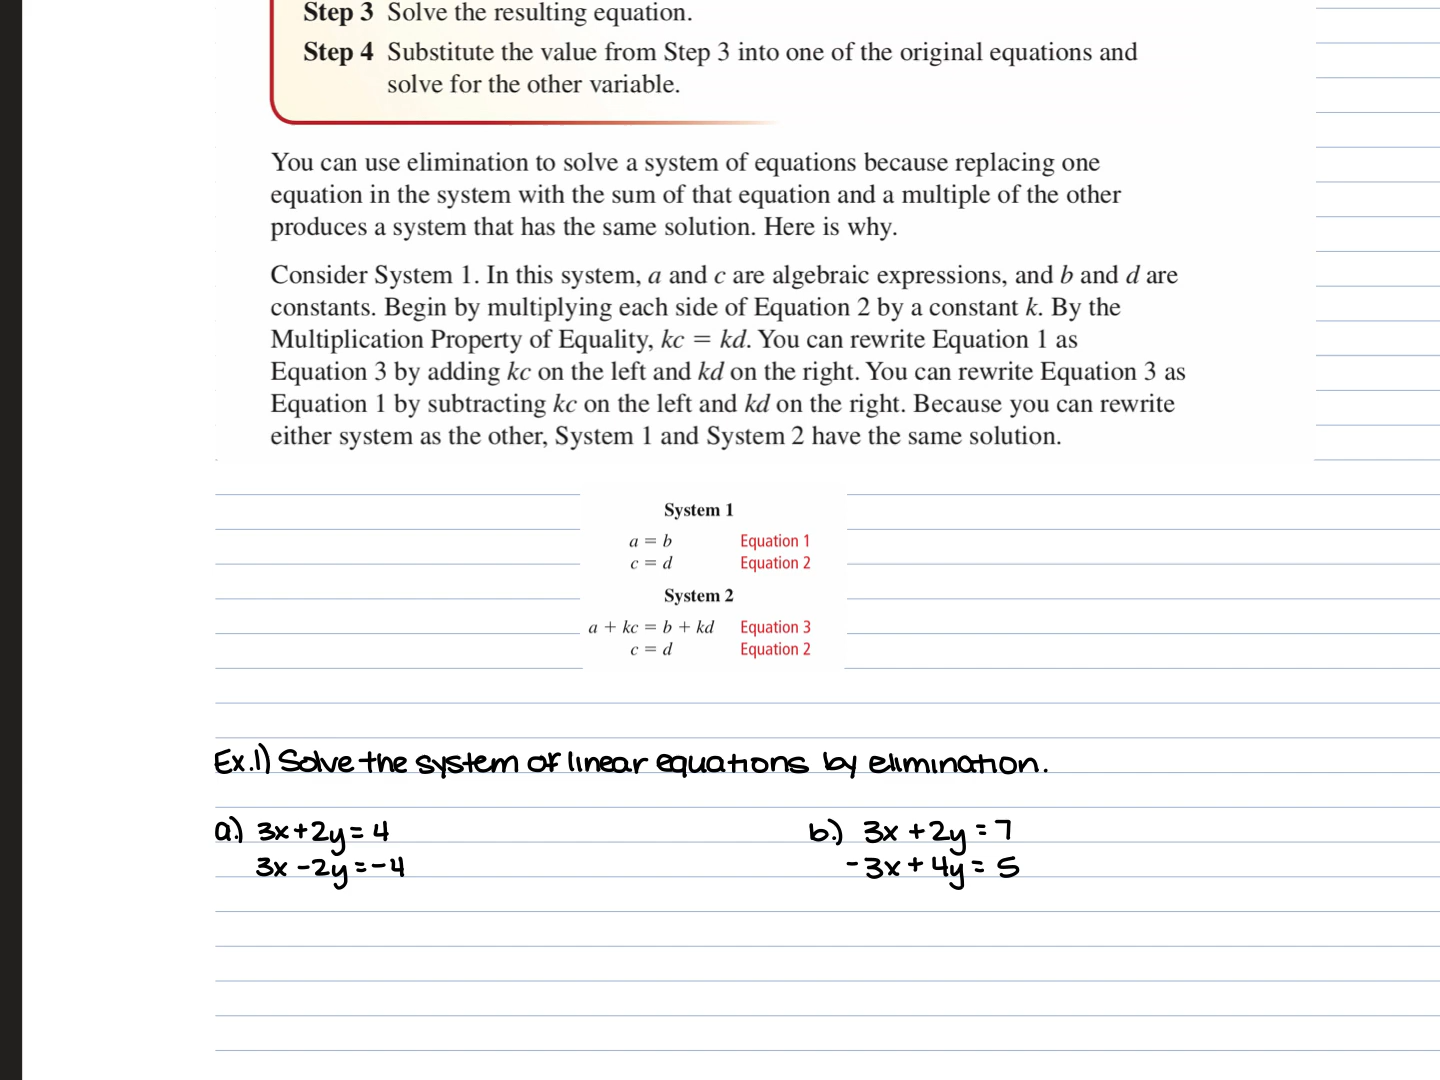 Step 3 Solve the resulting equation.
Step 4 Substitute the value from Step 3 into one of the original equations and
solve for the other variable.
You can use elimination to solve a system of equations because replacing one
equation in the system with the sum of that equation and a multiple of the other
produces a system that has the same solution. Here is why.
Consider System 1. In this system, a and c are algebraic expressions, and b and d are
constants. Begin by multiplying each side of Equation 2 by a constant k. By the
Multiplication Property of Equality, kc = kd. You can rewrite Equation 1 as
Equation 3 by adding kc on the left and kd on the right. You can rewrite Equation 3 as
Equation 1 by subtracting kc on the left and kd on the right. Because you can rewrite
either system as the other, System 1 and System 2 have the same solution.
System 1
a = b Equation 1
c = d Equation 2
System 2
a + kc = b + kd Equation 3
c = d Equation 2
Ex.1) Solve the system of linear equations by elimination.
a.) 3x+2y=4
3x-2y=-4
b.) 3x+2y=7
-3x+4y=5